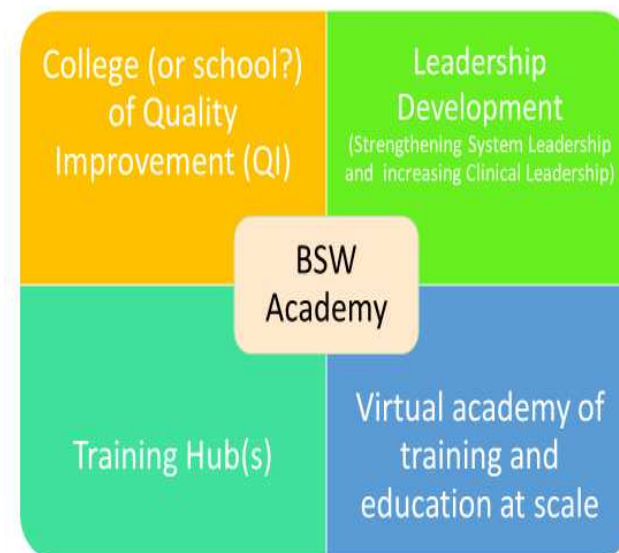 College (or school?)
of Quality
Improvement (QI)
Leadership
Development
(Strengthening System Leadership
and increasing Clinical Leadership)
BSW
Academy
Training Hub(s)
Virtual academy of
training and
education at scale